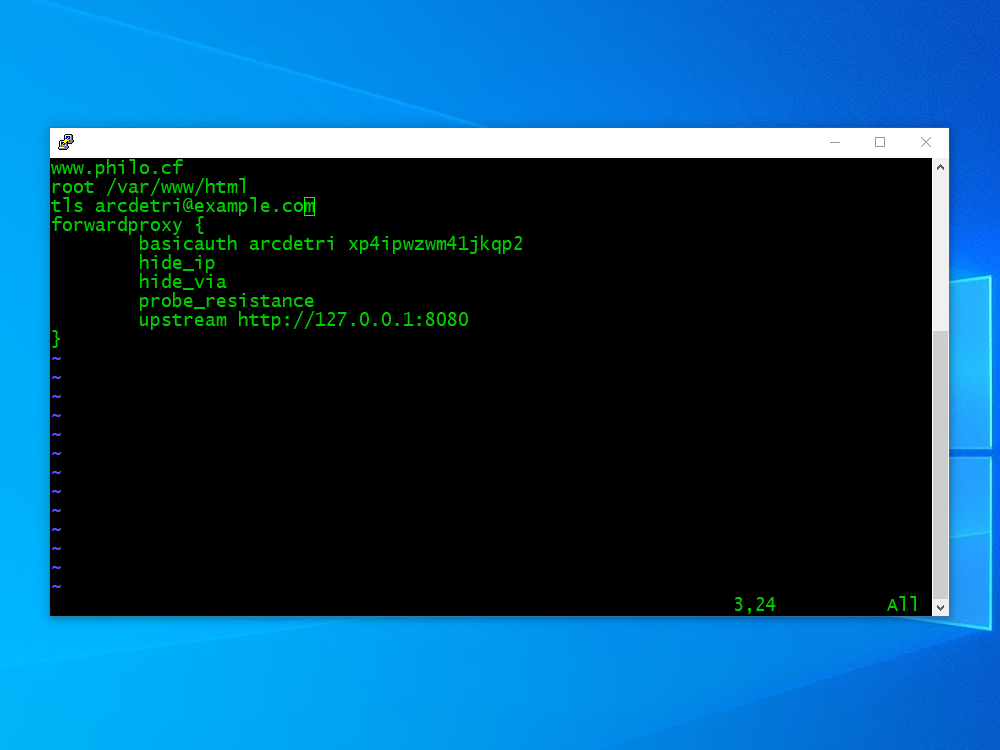 www.philo.cf
root /var/www/html
tls arcdetri@example.com
forwardproxy {
basicauth arcdetri xp4ipwzwm41jkqp2
hide_ip
hide_via
probe_resistance
upstream http://127.0.0.1:8080
}
~
~
~
~
~
~
~
~
~
~
~
~
~
3,24 All